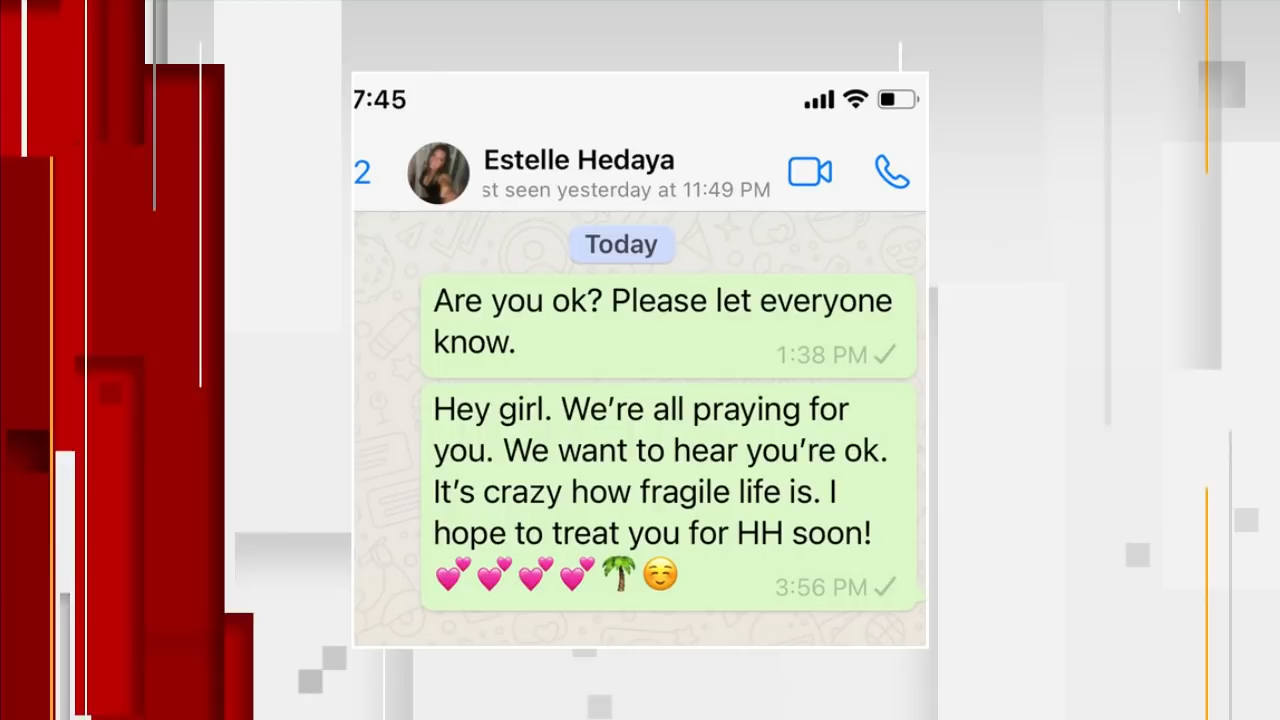 7:45
2
Estelle Hedaya
st seen yesterday at 11:49 PM
Today
Are you ok? Please let everyone
know.
1:38 PM
Hey girl. We’re all praying for
you. We want to hear you’re ok.
It’s crazy how fragile life is. I
hope to treat you for HH soon!
💕💕💕💕🌴☺️
3:56 PM